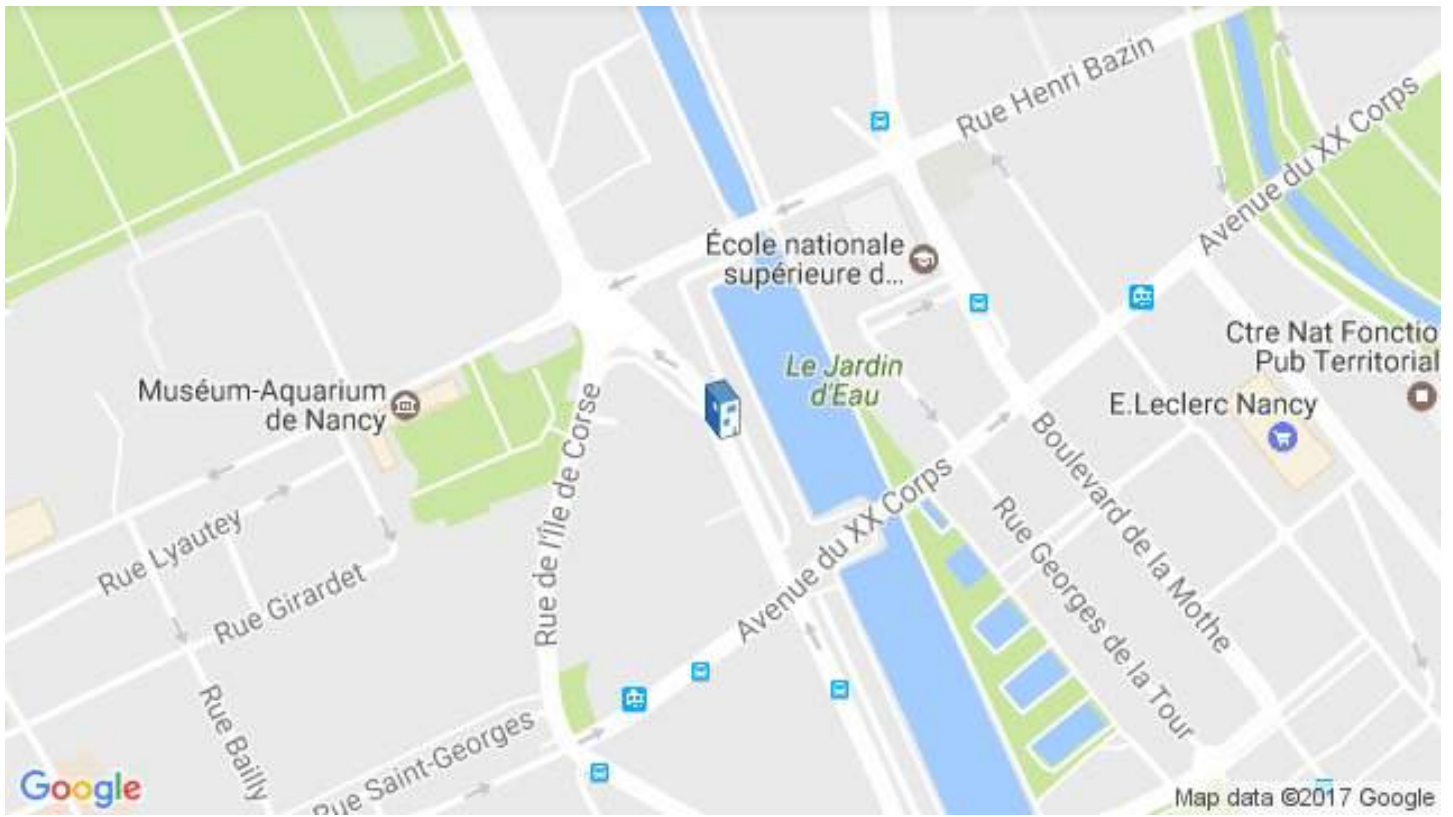 Rue Henri Bazin
Avenue du XX Corps
École nationale
supérieure d...
Ctre Nat Fonctio
Pub Territorial
Le Jardin
d'Eau
Muséum-Aquarium
de Nancy
E.Leclerc Nancy
Rue de l'Île de Corse
Boulevard de la Mothe
Avenue du XX Corps
Rue Lyautey
Rue Girardet
Rue Georges de la Tour
Rue Bailly
Rue Saint-Georges
Google
Map data ©2017 Google